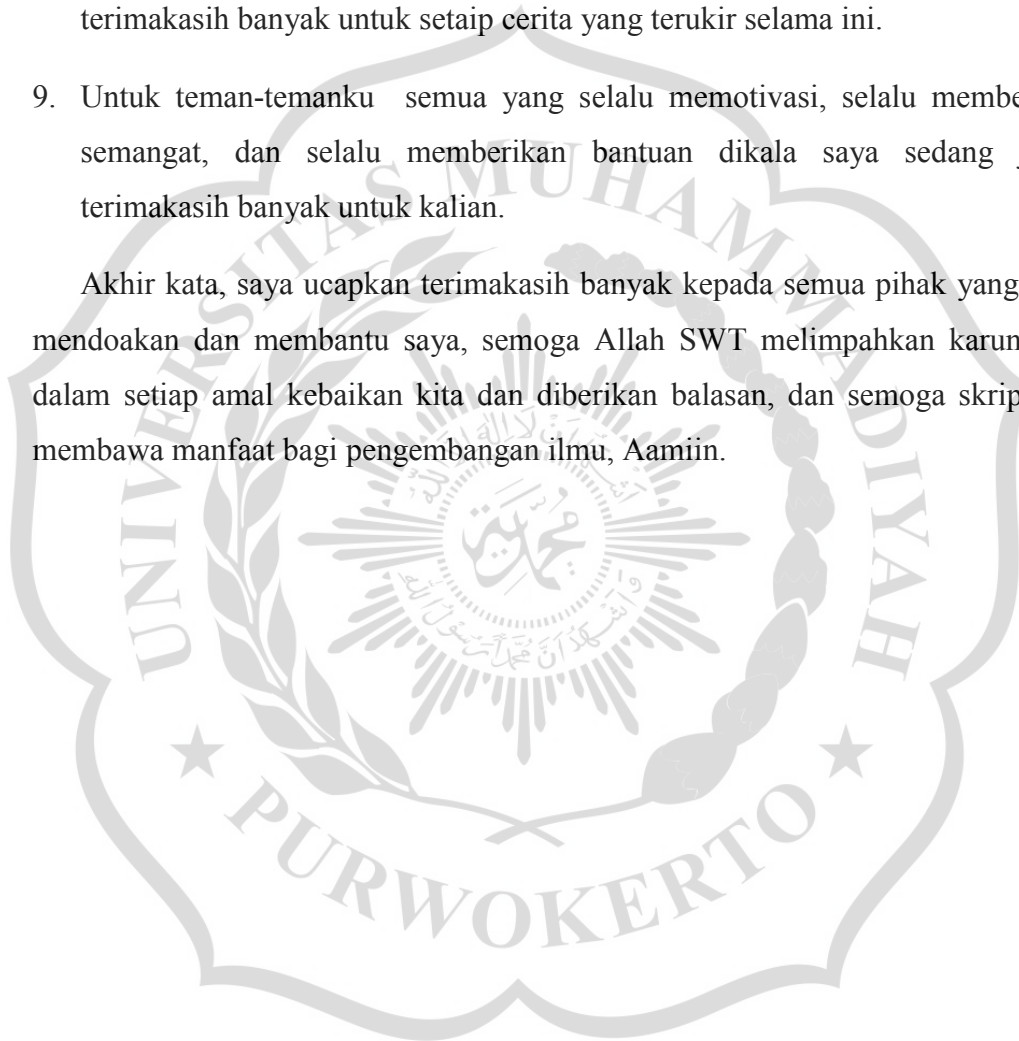 terimakasih banyak untuk setaip cerita yang terukir selama ini.
9. Untuk teman-temanku semua yang selalu memotivasi, selalu
semangat, dan selalu memberikan bantuan dikala saya sedang
terimakasih banyak untuk kalian.
Akhir kata, saya ucapkan terimakasih banyak kepada semua pihak yang
mendoakan dan membantu saya, semoga Allah SWT melimpahkan
dalam setiap amal kebaikan kita dan diberikan balasan, dan semoga
membawa manfaat bagi pengembangan ilmu, Aamiin.
UNIVERSITAS MUHAMMADIYAH
PURWOKERTO